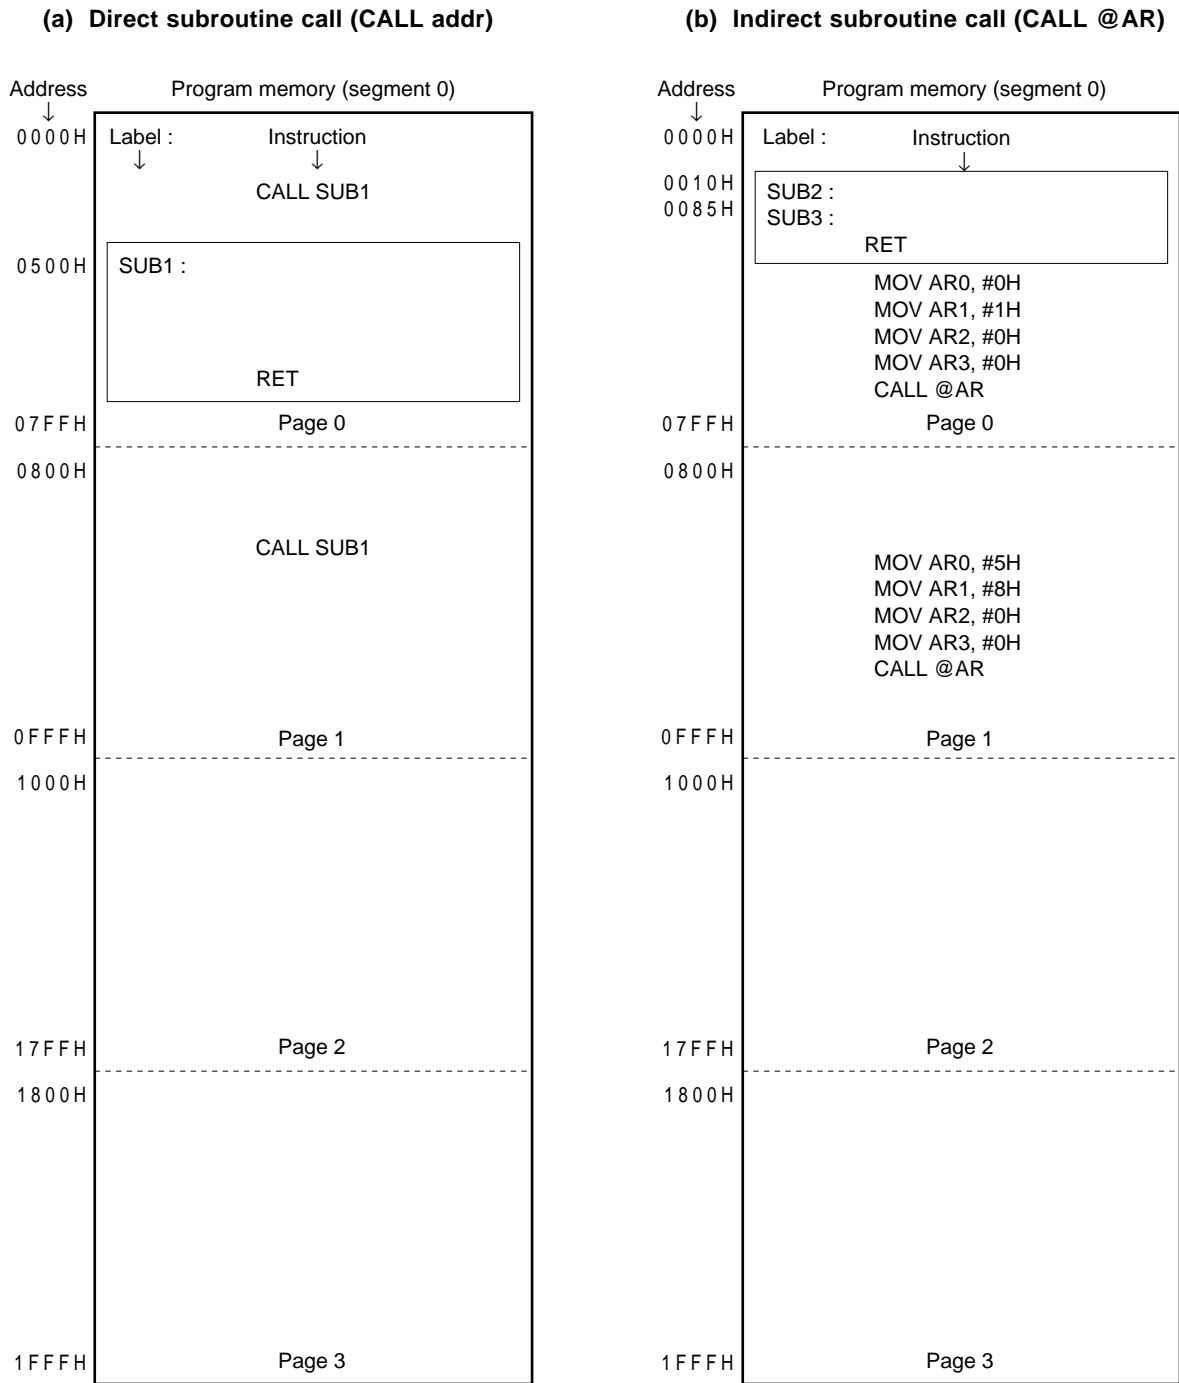 (a) Direct subroutine call (CALL addr)
Address
↓
Program memory (segment 0)
0000H
Label :
Instruction
↓
↓
CALL SUB1
0500H
SUB1 :
RET
07FFH
Page 0
0800H
CALL SUB1
0FFFH
Page 1
1000H
17FFH
Page 2
1800H
1FFFH
Page 3
(b) Indirect subroutine call (CALL @AR)
Address
↓
Program memory (segment 0)
0000H
Label :
Instruction
↓
0010H
SUB2 :
0085H
SUB3 :
RET
MOV AR0, #0H
MOV AR1, #1H
MOV AR2, #0H
MOV AR3, #0H
CALL @AR
07FFH
Page 0
0800H
MOV AR0, #5H
MOV AR1, #8H
MOV AR2, #0H
MOV AR3, #0H
CALL @AR
0FFFH
Page 1
1000H
17FFH
Page 2
1800H
1FFFH
Page 3